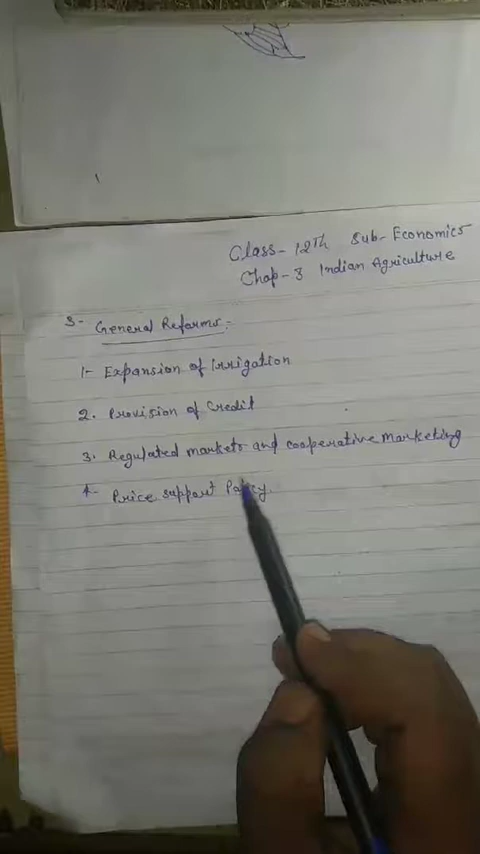 Class- 12Th Sub- Economics
Chap- 3 Indian Agriculture
3- General Reforms-
1- Expansion of Irrigation
2. Provision of Credit
3. Regulated markets and cooperative marketing
4- Price support Policy.